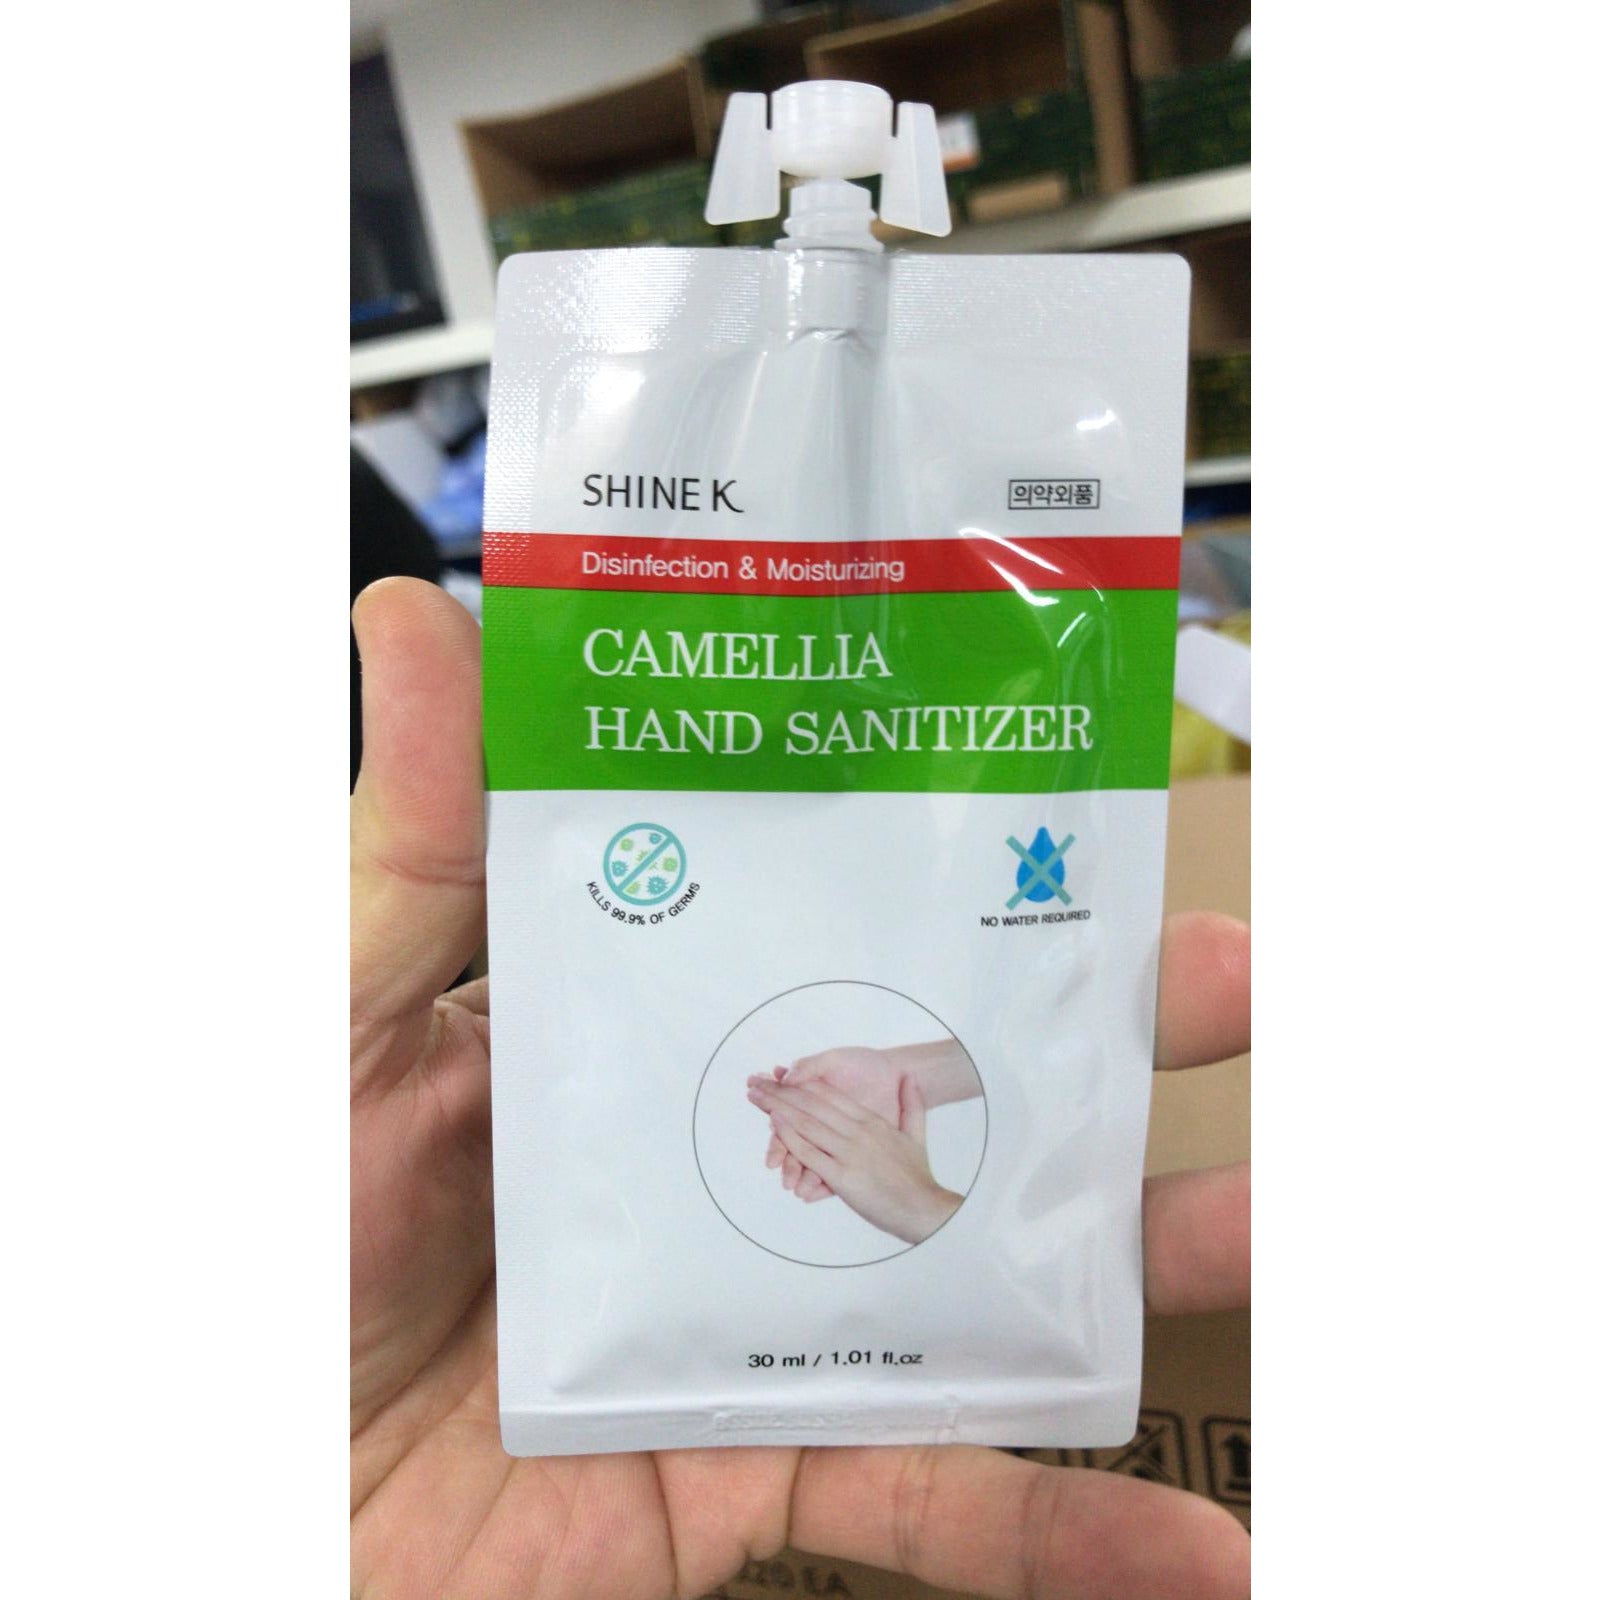 SHINE K
의약외품
Disinfection & Moisturizing
CAMELLIA
HAND SANITIZER
KILLS 99.9% OF GERMS
NO WATER REQUIRED
30 ml / 1.01 fl.oz